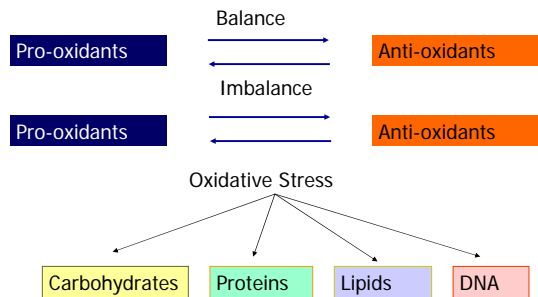 Balance
Pro-oxidants Anti-oxidants
Imbalance
Pro-oxidants Anti-oxidants
Oxidative Stress
Carbohydrates Proteins Lipids DNA